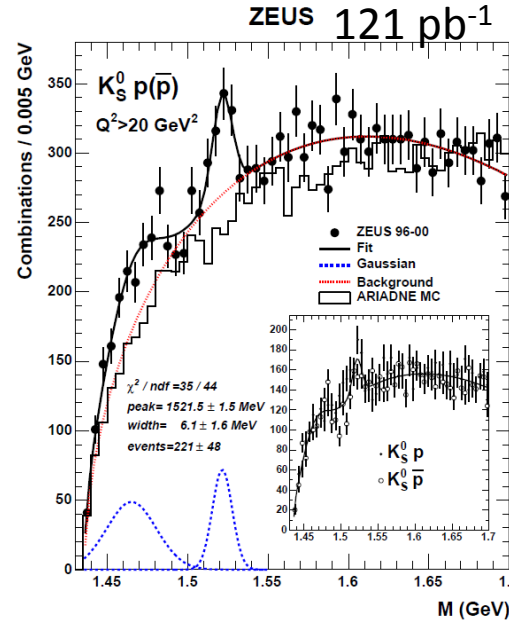 ZEUS 121 pb⁻¹
Combinations / 0.005 GeV
350
300
250
200
150
100
50
0
K⁰_S p(p̅)
Q²>20 GeV²
ZEUS 96-00
Fit
Gaussian
Background
ARIADNE MC
χ² / ndf =35 / 44
peak= 1521.5 ± 1.5 MeV
width= 6.1 ± 1.6 MeV
events=221 ± 48
200
180
160
140
120
100
80
60
40
20
0
K⁰_S p
K⁰_S p̅
1.45 1.5 1.55 1.6 1.65 1.7
1.45 1.5 1.55 1.6 1.65 1.
M (GeV)